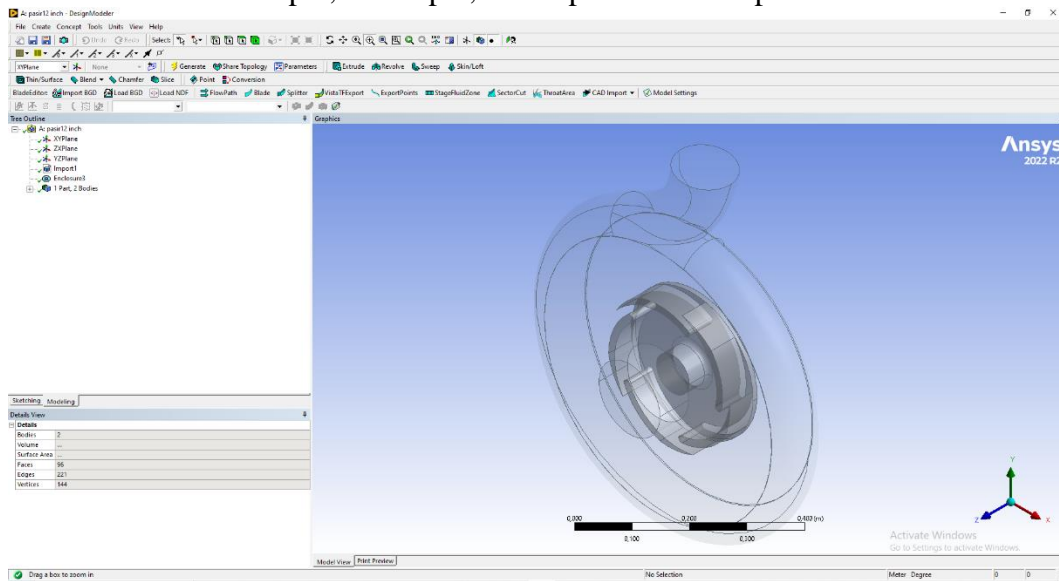 A: pasir12 inch - DesignModeler
File Create Concept Tools Units View Help
Undo Redo Select:
XYPlane None Generate Share Topology Parameters Extrude Revolve Sweep Skin/Loft
Thin/Surface Blend Chamfer Slice Point Conversion
BladeEditor: Import BGD Load BGD Load NDF FlowPath Blade Splitter VistaTFExport ExportPoints StageFluidZone SectorCut ThroatArea CAD Import Model Settings
Tree Outline
Graphics
A: pasir12 inch
XYPlane
ZXPlane
YZPlane
Import1
Enclosure3
1 Part, 2 Bodies
Ansys
2022 R2
Sketching Modeling
Details View
Details
Bodies 2
Volume ...
Surface Area ...
Faces 96
Edges 221
Vertices 144
0,000 0,200 0,400 (m)
0,100 0,300
Y
Z X
Activate Windows
Go to Settings to activate Windows.
Model View Print Preview
Drag a box to zoom in No Selection Meter Degree 0 0